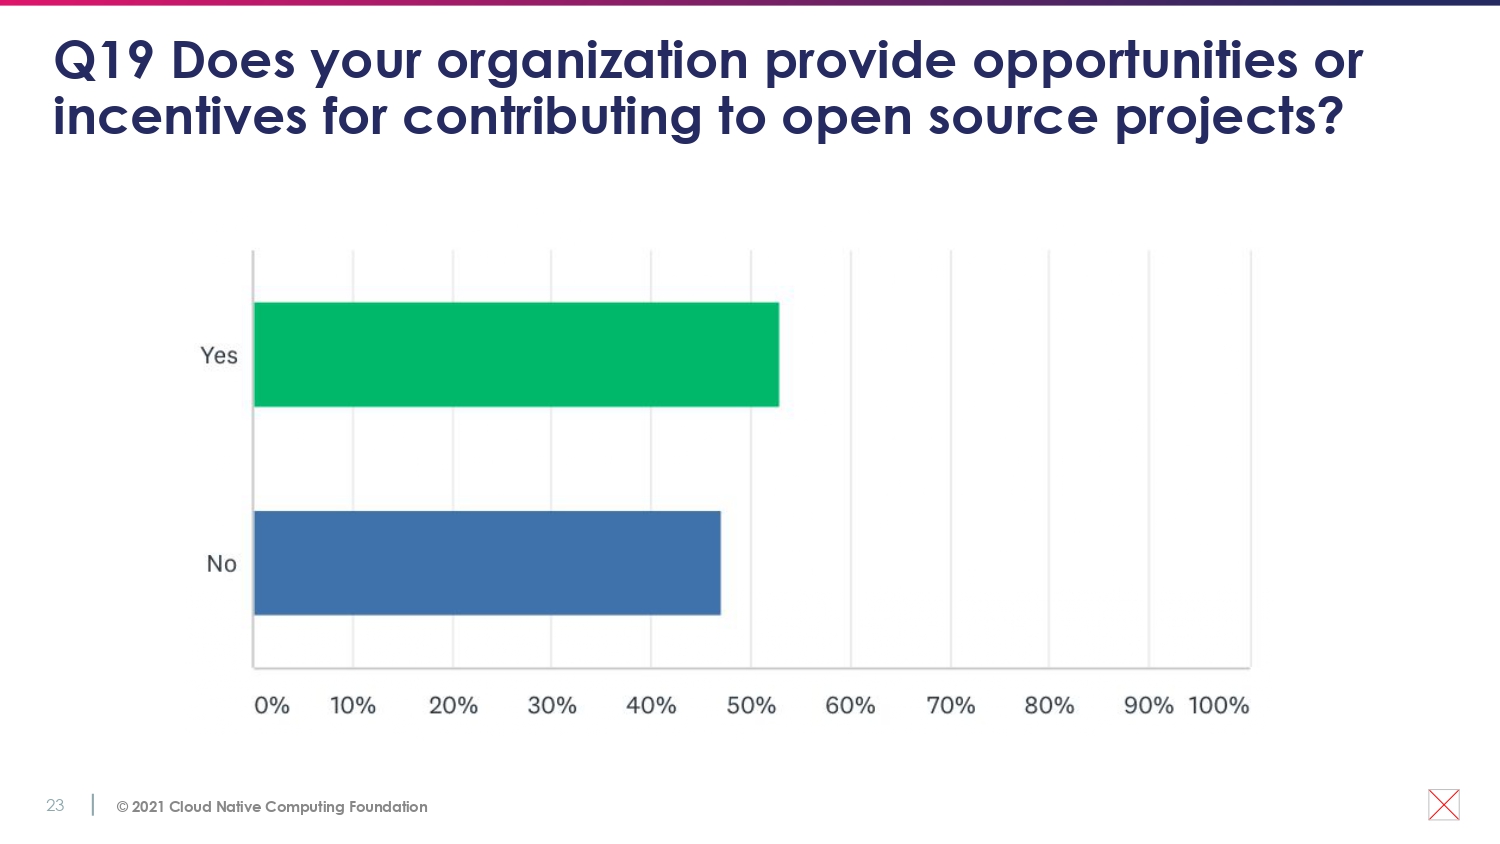 Q19 Does your organization provide opportunities or
incentives for contributing to open source projects?
Yes
No
0% 10% 20% 30% 40% 50% 60% 70% 80% 90% 100%
23 © 2021 Cloud Native Computing Foundation